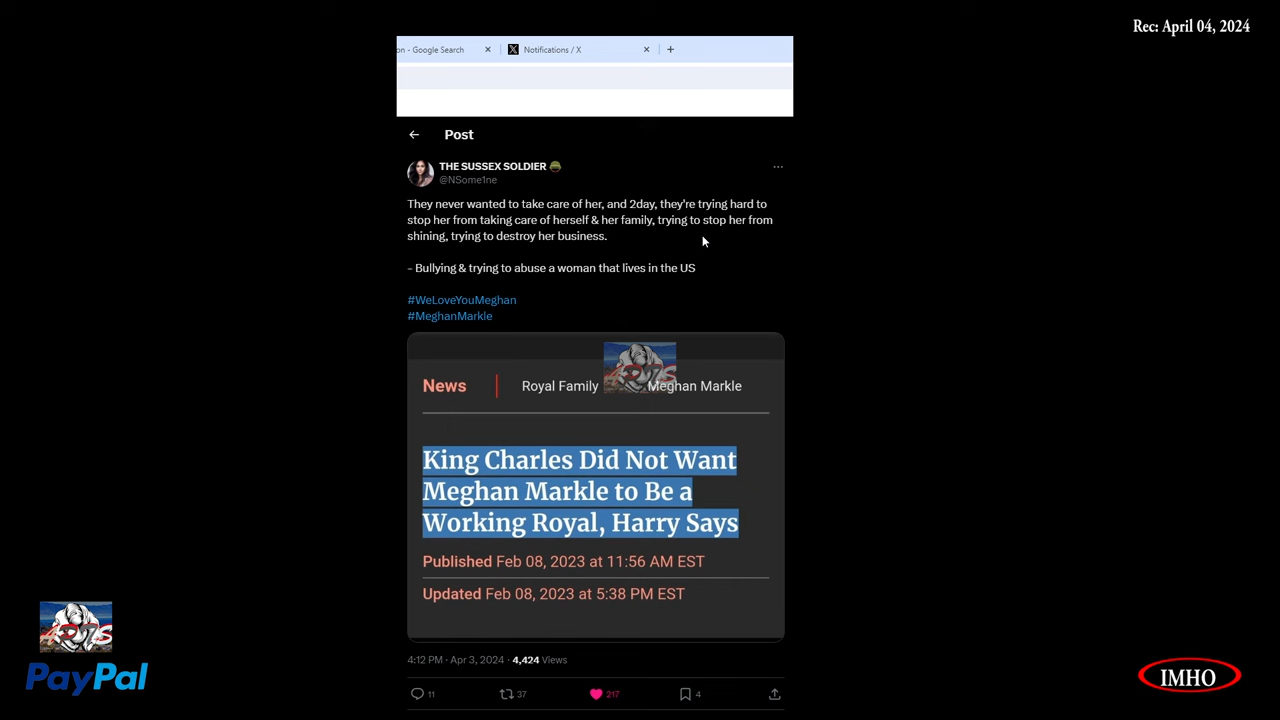 Rec: April 04, 2024
on - Google Search
Notifications / X
Post
THE SUSSEX SOLDIER
@NSome1ne
They never wanted to take care of her, and 2day, they're trying hard to
stop her from taking care of herself & her family, trying to stop her from
shining, trying to destroy her business.
- Bullying & trying to abuse a woman that lives in the US
#WeLoveYouMeghan
#MeghanMarkle
News Royal Family Meghan Markle
King Charles Did Not Want
Meghan Markle to Be a
Working Royal, Harry Says
Published Feb 08, 2023 at 11:56 AM EST
Updated Feb 08, 2023 at 5:38 PM EST
4:12 PM · Apr 3, 2024 · 4,424 Views
11 37 217 4
PayPal
IMHO